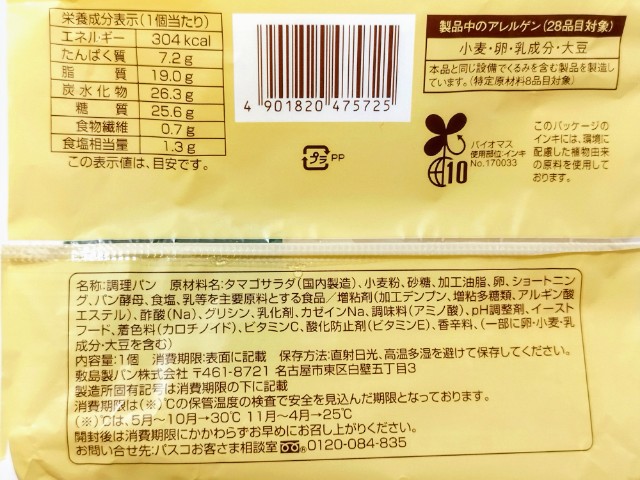 栄養成分表示(1個当たり)
エネルギー 304kcal
たんぱく質 7.2g
脂質 19.0g
炭水化物 26.3g
糖質 25.6g
食物繊維 0.7g
食塩相当量 1.3g
この表示値は、目安です。
4 901820 475725
プラ PP
製品中のアレルゲン(28品目対象)
小麦・卵・乳成分・大豆
本品と同じ設備でくるみを含む製品を製造しています。(特定原材料8品目対象)
10
バイオマス
使用部位:インキ
No.170033
このパッケージの
インキには、環境に
配慮した植物由来
の原料を使用して
おります。
名称:調理パン 原材料名:タマゴサラダ(国内製造)、小麦粉、砂糖、加工油脂、卵、ショートニン
グ、パン酵母、食塩、乳等を主要原料とする食品/増粘剤(加工デンプン、増粘多糖類、アルギン酸
エステル)、酢酸(Na)、グリシン、乳化剤、カゼインNa、調味料(アミノ酸)、pH調整剤、イースト
フード、着色料(カロチノイド)、ビタミンC、酸化防止剤(ビタミンE)、香辛料、(一部に卵・小麦・乳
成分・大豆を含む)
内容量:1個 消費期限:表面に記載 保存方法:直射日光、高温多湿を避けて保存してください。
敷島製パン株式会社 〒461-8721 名古屋市東区白壁五丁目3
製造所固有記号は消費期限の下に記載
消費期限は(※)℃の保管温度の検査で安全を見込んだ期限となっております。
(※)℃は、5月~10月→30℃ 11月~4月→25℃
開封後は消費期限にかかわらずお早めにお召し上がりください。
お問い合せ先:パスコお客さま相談室 0120-084-835